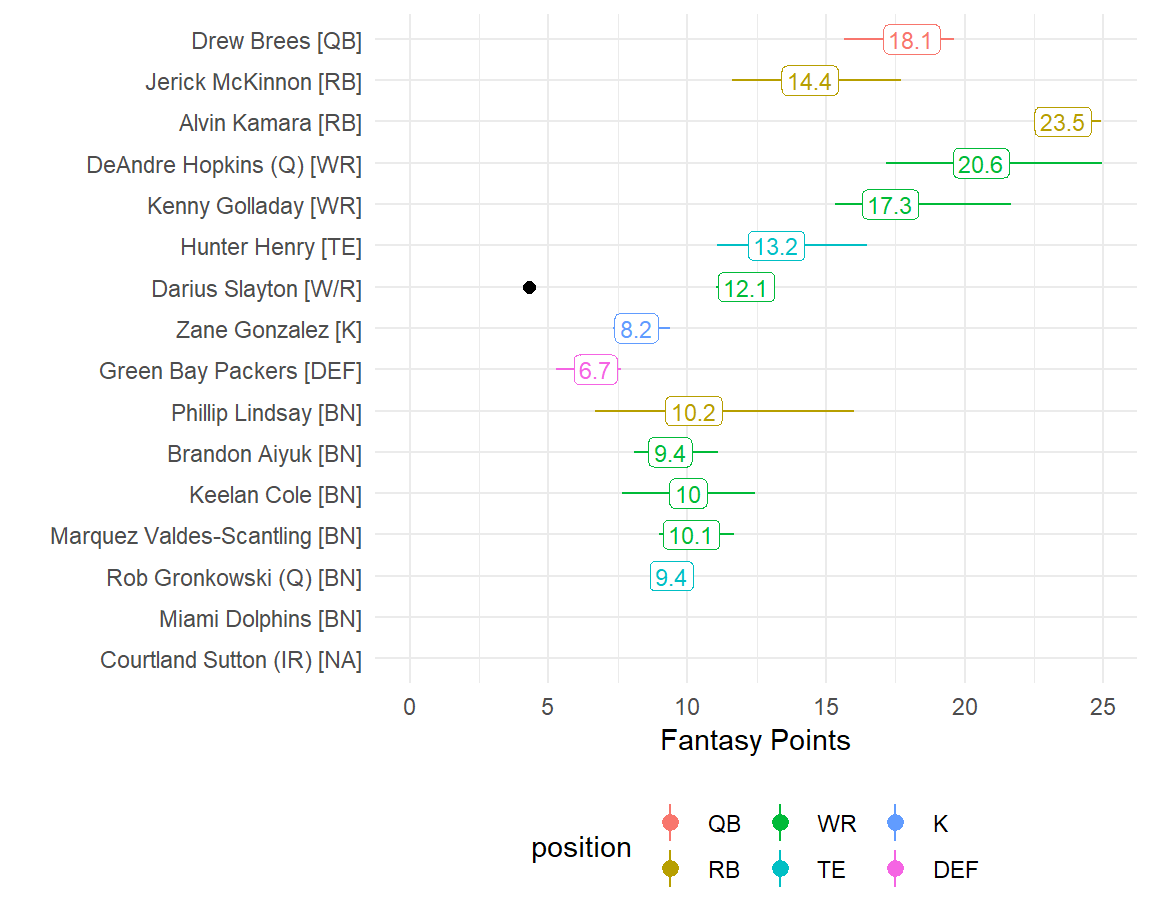 Drew Brees [QB] 18.1
Jerick McKinnon [RB] 14.4
Alvin Kamara [RB] 23.5
DeAndre Hopkins (Q) [WR] 20.6
Kenny Golladay [WR] 17.3
Hunter Henry [TE] 13.2
Darius Slayton [W/R] 12.1
Zane Gonzalez [K] 8.2
Green Bay Packers [DEF] 6.7
Phillip Lindsay [BN] 10.2
Brandon Aiyuk [BN] 9.4
Keelan Cole [BN] 10
Marquez Valdes-Scantling [BN] 10.1
Rob Gronkowski (Q) [BN] 9.4
Miami Dolphins [BN]
Courtland Sutton (IR) [NA]
0 5 10 15 20 25
Fantasy Points
position
QB WR K
RB TE DEF